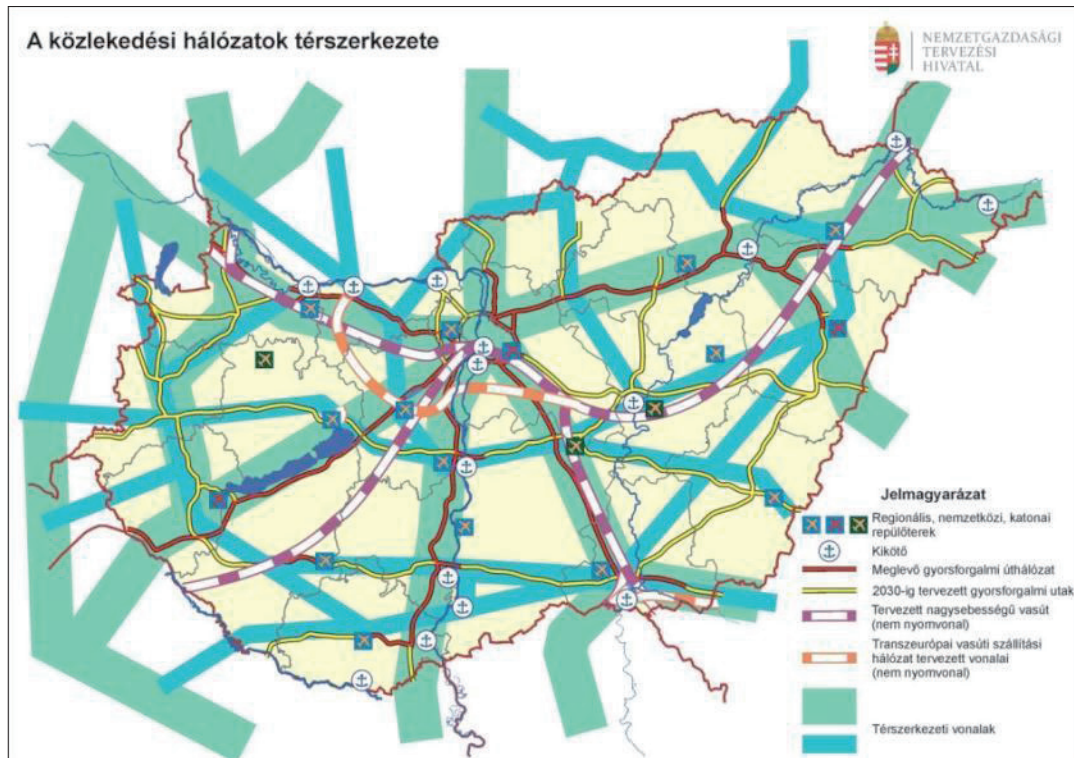 A közlekedési hálózatok térszerkezete
NEMZETGAZDASÁGI
TERVEZÉSI
HIVATAL
Jelmagyarázat
Regionális, nemzetközi, katonai
repülőterek
Kikötő
Meglevő gyorsforgalmi úthálózat
2030-ig tervezett gyorsforgalmi utak
Tervezett nagysebességű vasút
(nem nyomvonal)
Transzeurópai vasúti szállítási
hálózat tervezett vonalai
(nem nyomvonal)
Térszerkezeti vonalak